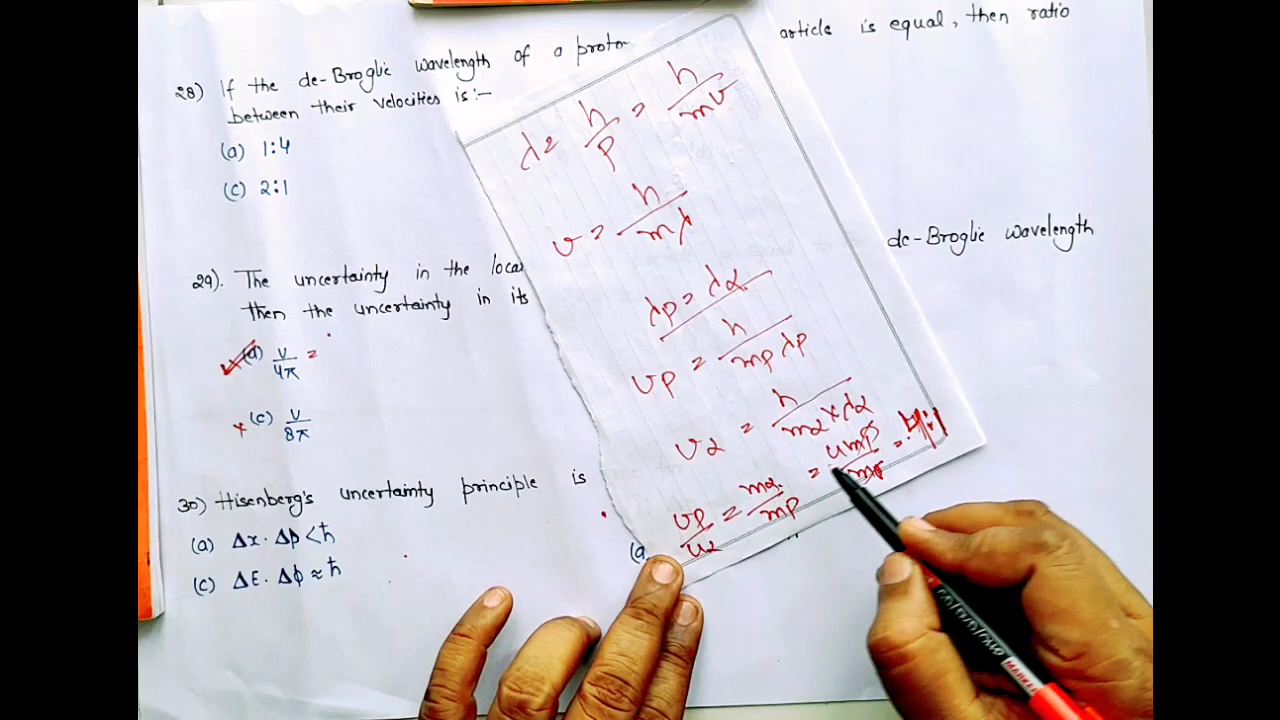 28) If the de-Broglie wavelength of a proton article is equal, then ratio
between their velocities is:-
(a) 1:4
(c) 2:1
29). The uncertainty in the loca de-Broglie wavelength
then the uncertainty in its
(a) v/4π =
(c) v/8π
30) Hisenberg's uncertainty principle is
(a) Δx. Δp < ħ
(c) ΔE. Δϕ ≈ ħ
(a
λ = h/p = h/mv
v = h/mλ
λp = λα
vp = h/mp λp
vα = h/mα × λα
vp/vα = mα/mp = 4mp/mp = 4:1